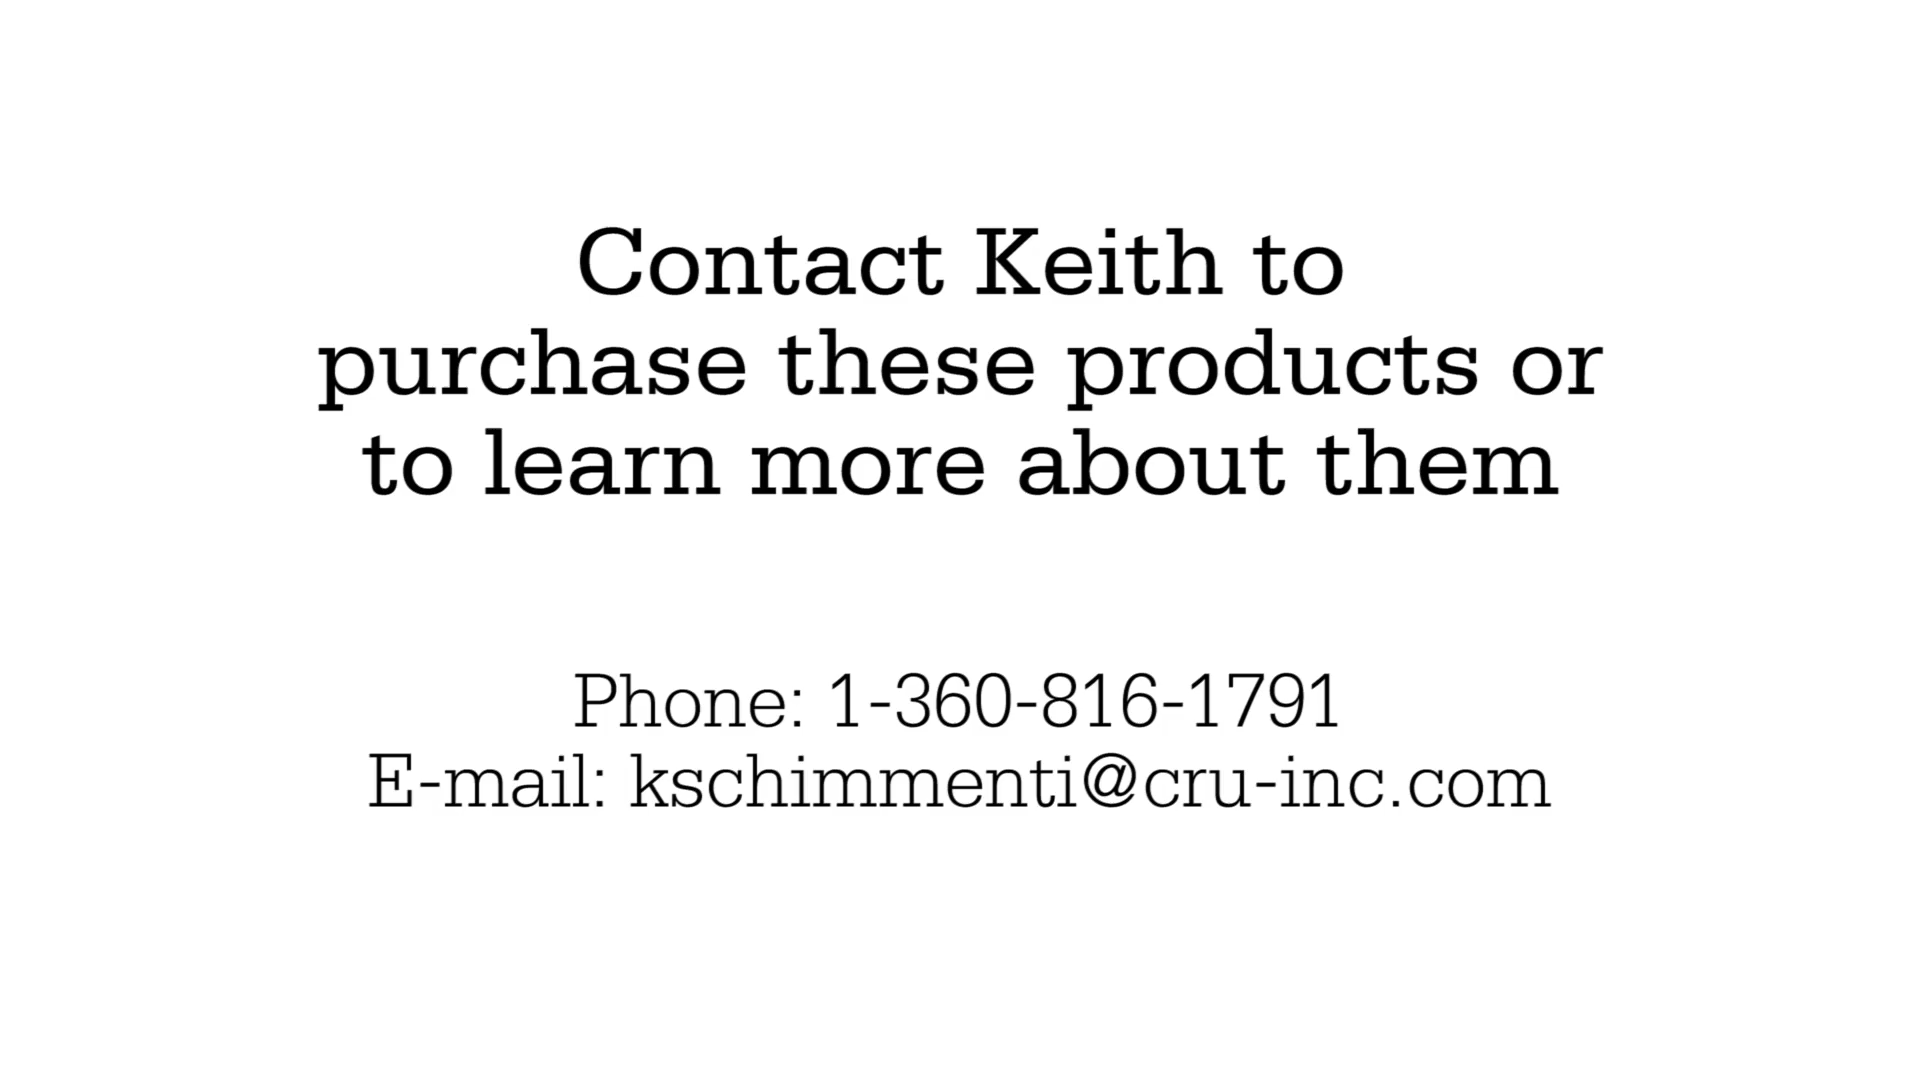 Contact Keith to
purchase these products or
to learn more about them
Phone: 1-360-816-1791
E-mail: kschimmenti@cru-inc.com